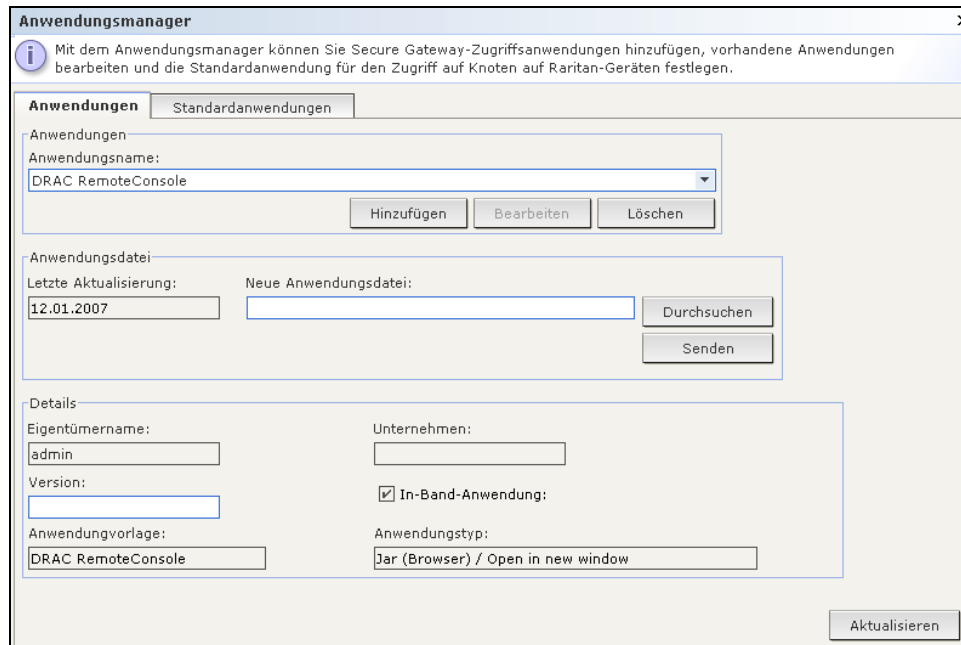 Anwendungsmanager
Mit dem Anwendungsmanager können Sie Secure Gateway-Zugriffsanwendungen hinzufügen, vorhandene Anwendungen
bearbeiten und die Standardanwendung für den Zugriff auf Knoten auf Raritan-Geräten festlegen.
Anwendungen Standardanwendungen
Anwendungen
Anwendungsname:
DRAC RemoteConsole
Hinzufügen Bearbeiten Löschen
Anwendungsdatei
Letzte Aktualisierung: Neue Anwendungsdatei:
12.01.2007 Durchsuchen
Senden
Details
Eigentümername: Unternehmen:
admin
Version: In-Band-Anwendung:
Anwendungvorlage: Anwendungstyp:
DRAC RemoteConsole Jar (Browser) / Open in new window
Aktualisieren